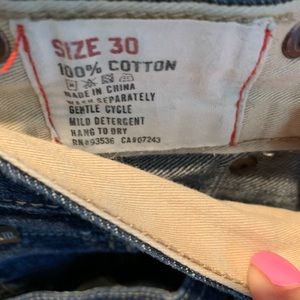 SIZE 30
100% COTTON
MADE IN CHINA
WASH SEPARATELY
GENTLE CYCLE
MILD DETERGENT
HANG TO DRY
RN#93536 CA#07243